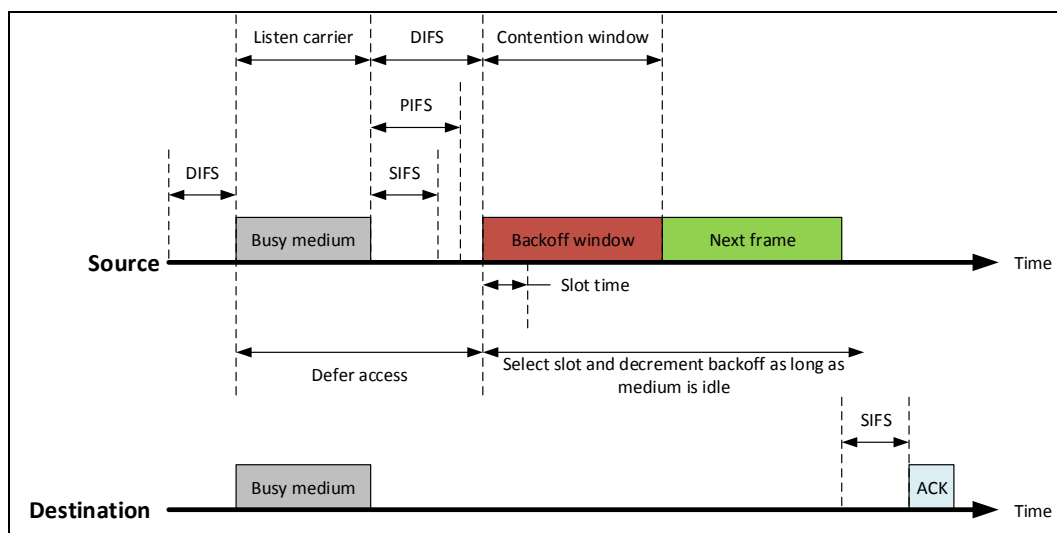 Listen carrier
DIFS
Contention window
PIFS
DIFS
SIFS
Busy medium
Backoff window
Next frame
Source
Time
Slot time
Defer access
Select slot and decrement backoff as long as
medium is idle
SIFS
Busy medium
ACK
Destination
Time